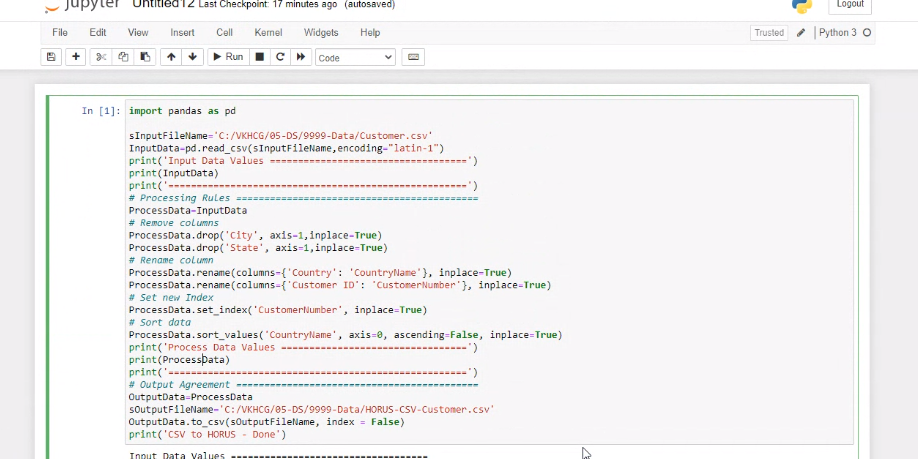 jupyter Untitled12 Last Checkpoint: 17 minutes ago (autosaved)
Logout
File Edit View Insert Cell Kernel Widgets Help
Trusted Python 3
Run Code
In [1]: import pandas as pd
sInputFileName='C:/VKHCG/05-DS/9999-Data/Customer.csv'
InputData=pd.read_csv(sInputFileName,encoding="latin-1")
print('Input Data Values ===================================')
print(InputData)
print('=====================================================')
# Processing Rules ===========================================
ProcessData=InputData
# Remove columns
ProcessData.drop('City', axis=1,inplace=True)
ProcessData.drop('State', axis=1,inplace=True)
# Rename column
ProcessData.rename(columns={'Country': 'CountryName'}, inplace=True)
ProcessData.rename(columns={'Customer ID': 'CustomerNumber'}, inplace=True)
# Set new Index
ProcessData.set_index('CustomerNumber', inplace=True)
# Sort data
ProcessData.sort_values('CountryName', axis=0, ascending=False, inplace=True)
print('Process Data Values =================================')
print(ProcessData)
print('=====================================================')
# Output Agreement ===========================================
OutputData=ProcessData
sOutputFileName='C:/VKHCG/05-DS/9999-Data/HORUS-CSV-Customer.csv'
OutputData.to_csv(sOutputFileName, index = False)
print('CSV to HORUS - Done')
Input Data Values ===================================